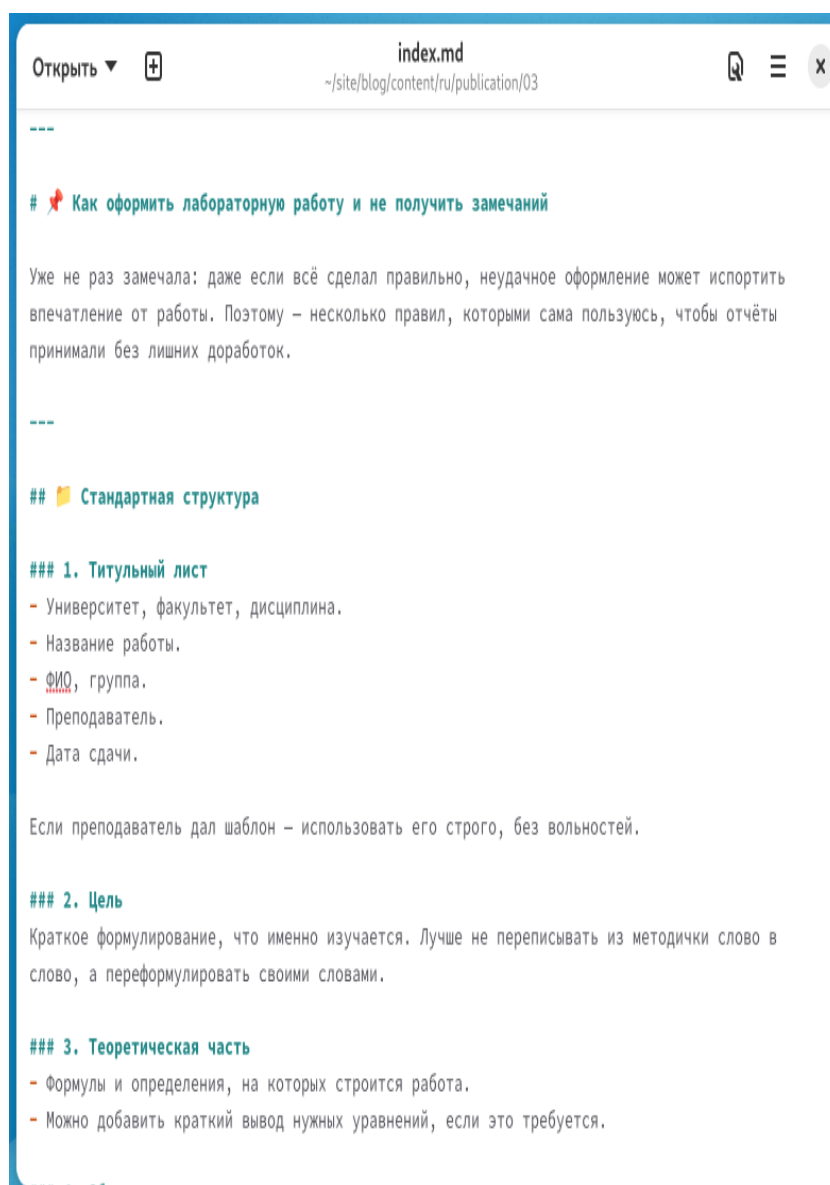 Открыть
index.md
~/site/blog/content/ru/publication/03
---
# 📌 Как оформить лабораторную работу и не получить замечаний
Уже не раз замечала: даже если всё сделал правильно, неудачное оформление может испортить
впечатление от работы. Поэтому — несколько правил, которыми сама пользуюсь, чтобы отчёты
принимали без лишних доработок.
---
## 📁 Стандартная структура
### 1. Титульный лист
- Университет, факультет, дисциплина.
- Название работы.
- ФИО, группа.
- Преподаватель.
- Дата сдачи.
Если преподаватель дал шаблон — использовать его строго, без вольностей.
### 2. Цель
Краткое формулирование, что именно изучается. Лучше не переписывать из методички слово в
слово, а переформулировать своими словами.
### 3. Теоретическая часть
- Формулы и определения, на которых строится работа.
- Можно добавить краткий вывод нужных уравнений, если это требуется.